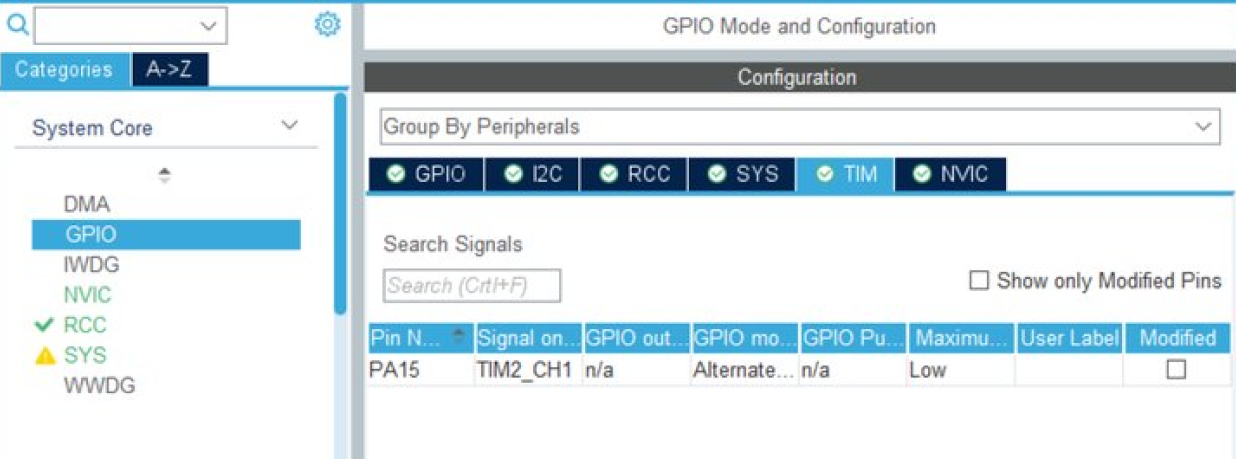 GPIO Mode and Configuration
Categories A->Z
Configuration
System Core
Group By Peripherals
GPIO I2C RCC SYS TIM NVIC
DMA
GPIO
IWDG
NVIC
RCC
SYS
WWDG
Search Signals
Search (Crtl+F)
Show only Modified Pins
Pin N... Signal on... GPIO out... GPIO mo... GPIO Pu... Maximu... User Label Modified
PA15 TIM2_CH1 n/a Alternate... n/a Low